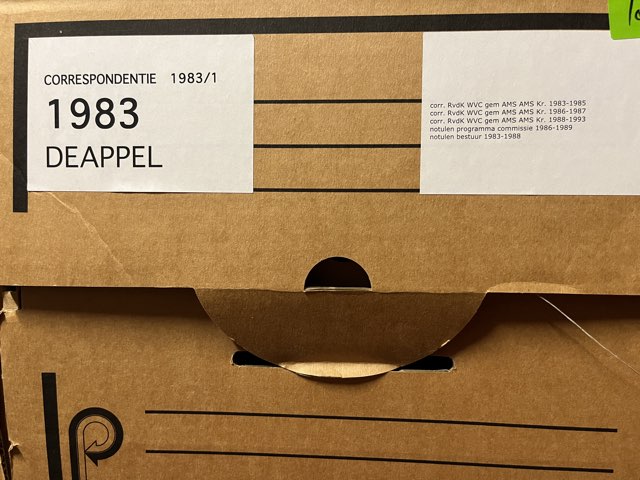 CORRESPONDENTIE 1983/1
1983
DEAPPEL
corr. RvdK WVC gem AMS AMS Kr. 1983-1985
corr. RvdK WVC gem AMS AMS Kr. 1986-1987
corr. RvdK WVC gem AMS AMS Kr. 1988-1993
notulen programma commissie 1986-1989
notulen bestuur 1983-1988